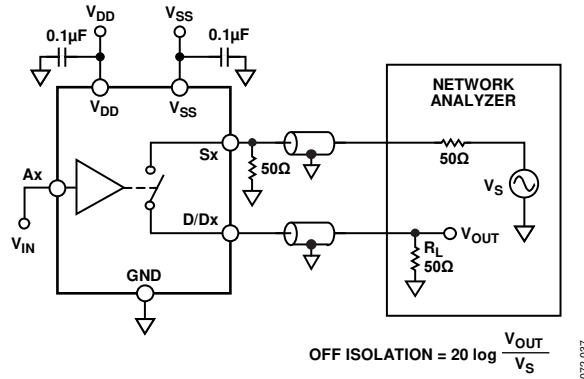 VDD
VSS
0.1µF
0.1µF
VDD
VSS
NETWORK
ANALYZER
Sx
50Ω
50Ω
VS
Ax
D/Dx
VOUT
RL
50Ω
VIN
GND
OFF ISOLATION = 20 log VOUT
VS